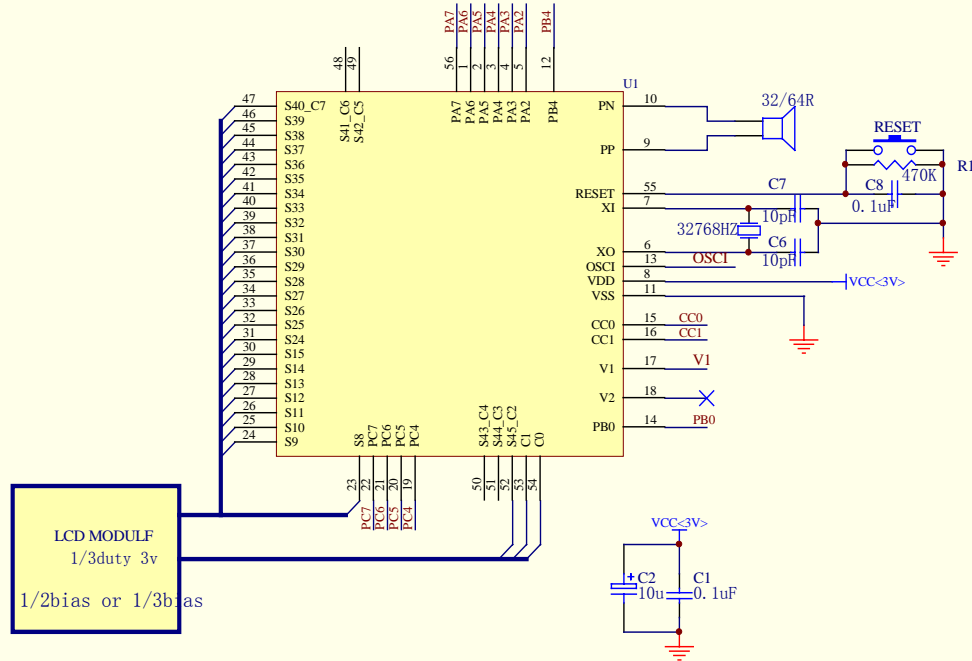 PA7 PA6 PA5 PA4 PA3 PA2 PB4
48 49 56 1 2 3 4 5 12
U1
S41_C6 S42_C5 PA7 PA6 PA5 PA4 PA3 PA2 PB4
47 S40_C7
46 S39
45 S38
44 S37
43 S36
42 S35
41 S34
40 S33
39 S32
38 S31
37 S30
36 S29
35 S28
34 S27
33 S26
32 S25
31 S24
30 S15
29 S14
28 S13
27 S12
26 S11
25 S10
24 S9
PN 10
PP 9
32/64R
RESET
R1
470K
RESET 55
XI 7
C7
10pF
C8
0.1uF
32768HZ
C6
10pF
XO 6
OSCI 13 OSCI
VDD 8 VCC<3V>
VSS 11
CC0 15 CC0
CC1 16 CC1
V1 17 V1
V2 18
PB0 14 PB0
S8 PC7 PC6 PC5 PC4 S43_C4 S44_C3 S45_C2 C1 C0
23 22 21 20 19 50 51 52 53 54
PC7 PC6 PC5 PC4
LCD MODULF
1/3duty 3v
1/2bias or 1/3bias
VCC<3V>
+
C2
10u
C1
0.1uF